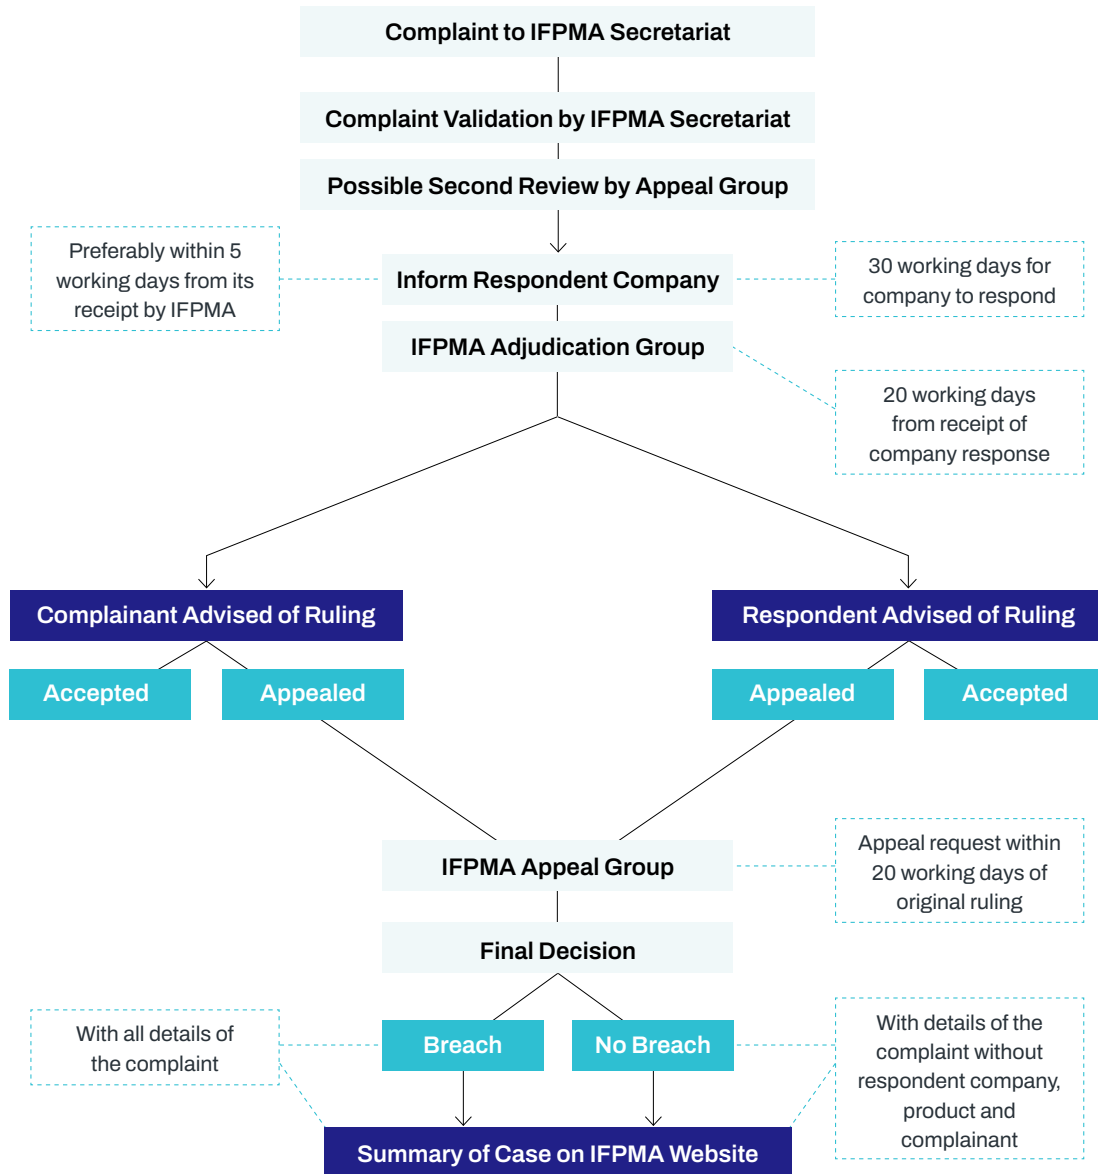 Complaint to IFPMA Secretariat
Complaint Validation by IFPMA Secretariat
Possible Second Review by Appeal Group
Preferably within 5
working days from its
receipt by IFPMA
Inform Respondent Company
30 working days for
company to respond
IFPMA Adjudication Group
20 working days
from receipt of
company response
Complainant Advised of Ruling
Respondent Advised of Ruling
Accepted
Appealed
Appealed
Accepted
IFPMA Appeal Group
Appeal request within
20 working days of
original ruling
Final Decision
With all details of
the complaint
Breach
No Breach
With details of the
complaint without
respondent company,
product and
complainant
Summary of Case on IFPMA Website